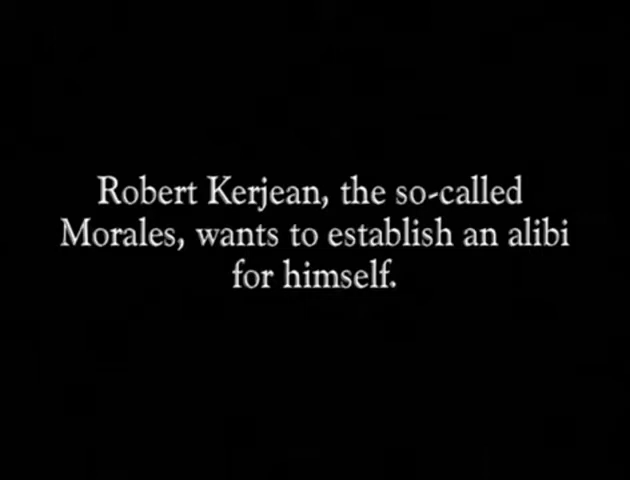 Robert Kerjean, the so-called
Morales, wants to establish an alibi
for himself.